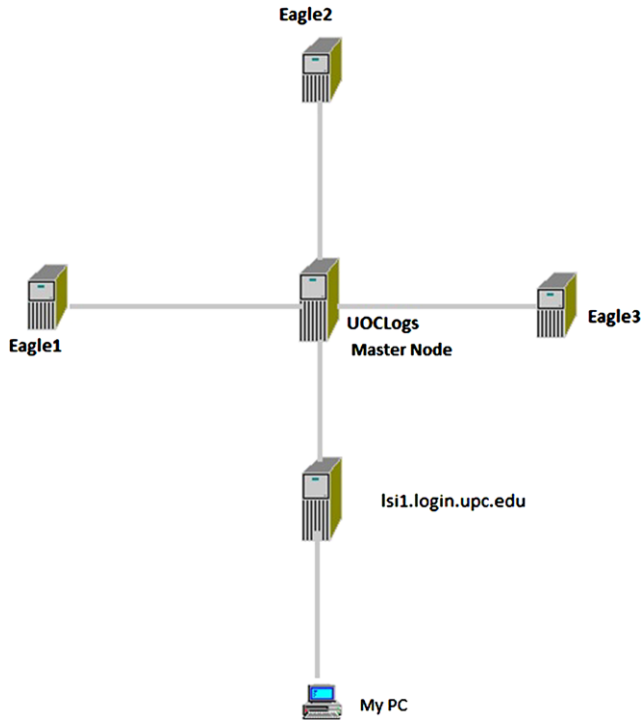 Eagle2
Eagle1
UOCLogs
Master Node
Eagle3
lsi1.login.upc.edu
My PC